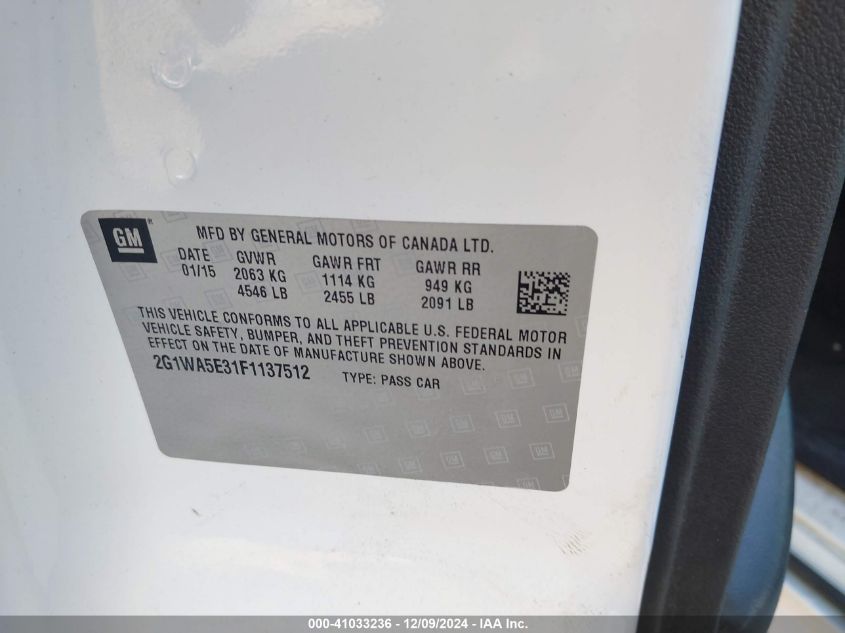 GM®
MFD BY GENERAL MOTORS OF CANADA LTD.
DATE GVWR GAWR FRT GAWR RR
01/15 2063 KG 1114 KG 949 KG
4546 LB 2455 LB 2091 LB
THIS VEHICLE CONFORMS TO ALL APPLICABLE U.S. FEDERAL MOTOR
VEHICLE SAFETY, BUMPER, AND THEFT PREVENTION STANDARDS IN
EFFECT ON THE DATE OF MANUFACTURE SHOWN ABOVE.
2G1WA5E31F1137512 TYPE: PASS CAR
000-41033236 - 12/09/2024 - IAA Inc.